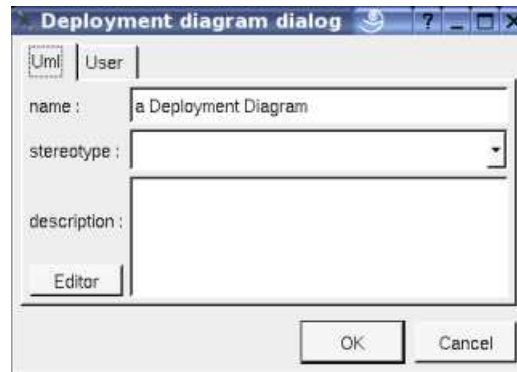 Deployment diagram dialog
Uml User
name :
a Deployment Diagram
stereotype :
description :
Editor
OK Cancel